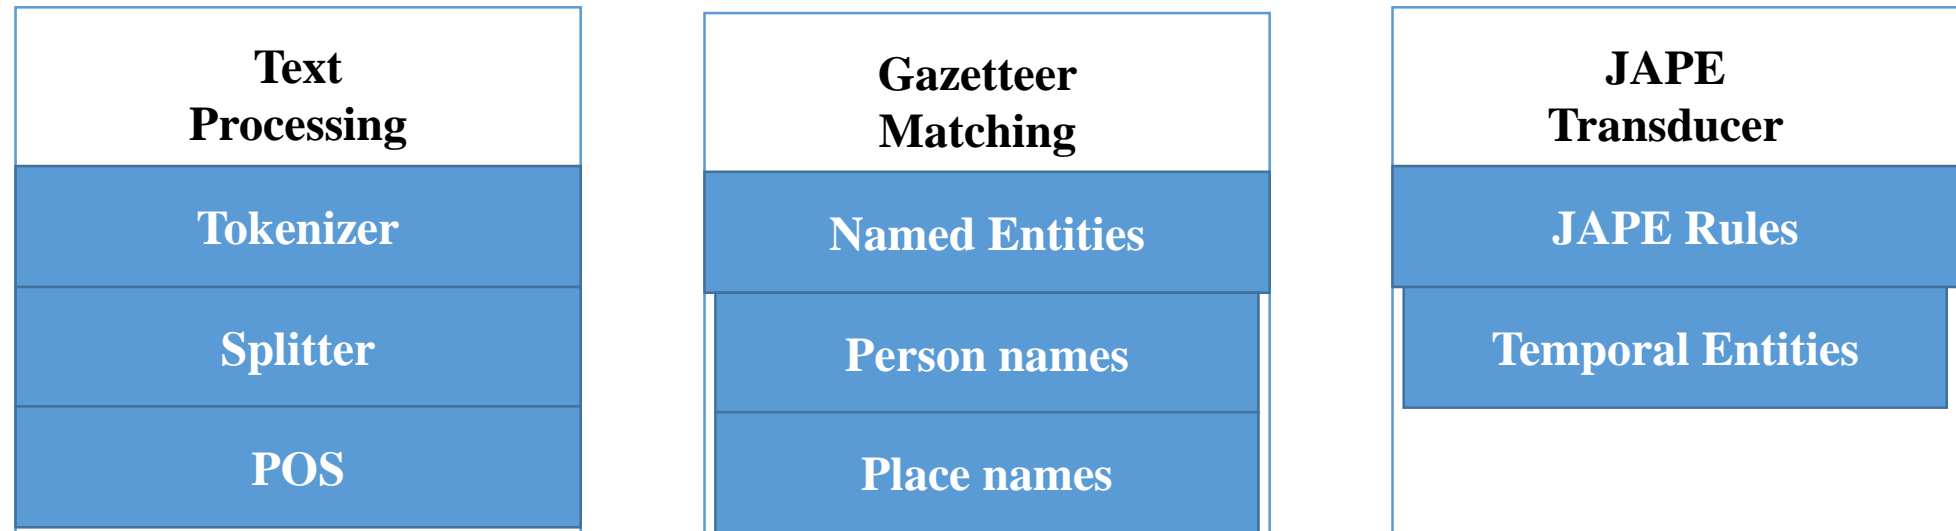 Text
Processing
Tokenizer
Splitter
POS
Gazetteer
Matching
Named Entities
Person names
Place names
JAPE
Transducer
JAPE Rules
Temporal Entities